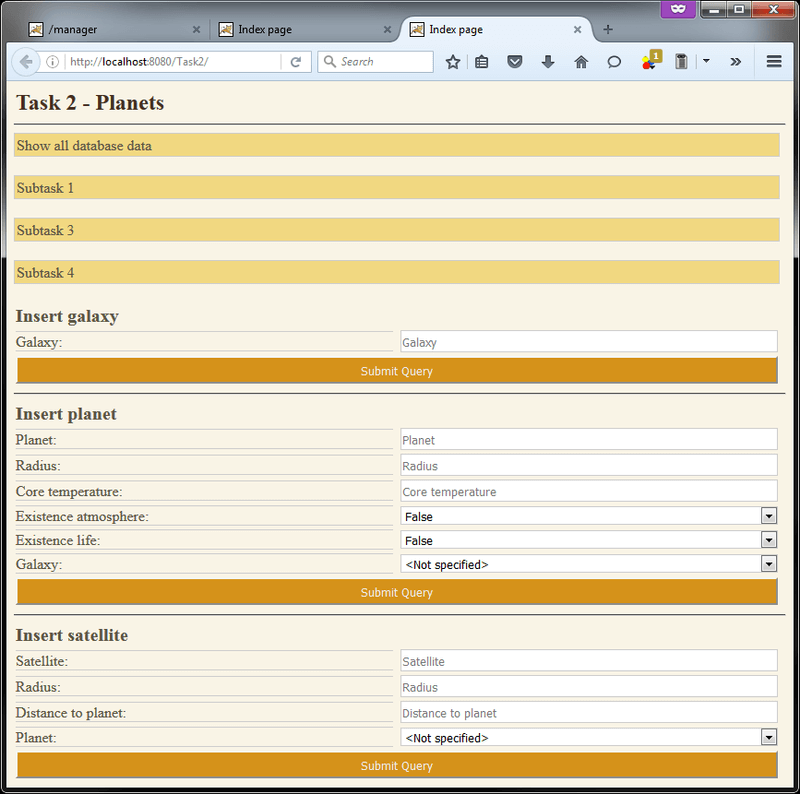 /manager
Index page
Index page
http://localhost:8080/Task2/
Search
1
Task 2 - Planets
Show all database data
Subtask 1
Subtask 3
Subtask 4
Insert galaxy
Galaxy: Galaxy
Submit Query
Insert planet
Planet: Planet
Radius: Radius
Core temperature: Core temperature
Existence atmosphere: False
Existence life: False
Galaxy: <Not specified>
Submit Query
Insert satellite
Satellite: Satellite
Radius: Radius
Distance to planet: Distance to planet
Planet: <Not specified>
Submit Query